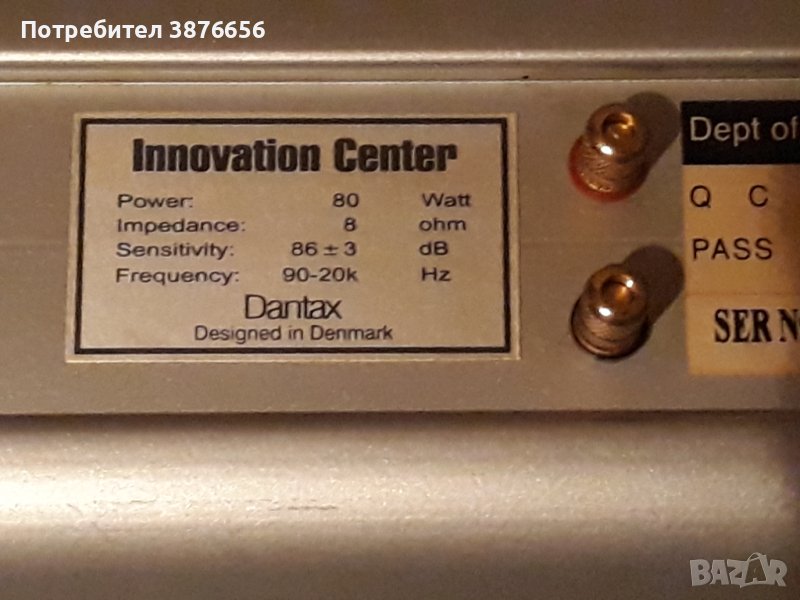 Потребител 3876656
Innovation Center
Power: 80 Watt
Impedance: 8 ohm
Sensitivity: 86 ± 3 dB
Frequency: 90-20k Hz
Dantax
Designed in Denmark
Dept of
Q C
PASS
SER N
BAZAR